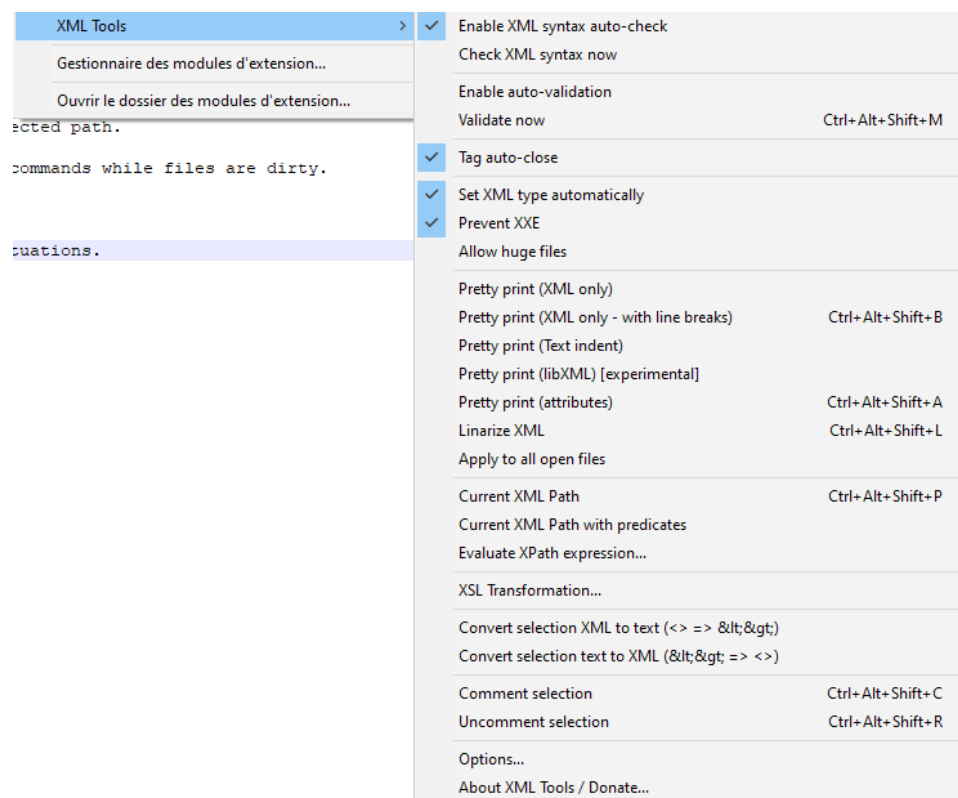 XML Tools
Gestionnaire des modules d'extension...
Ouvrir le dossier des modules d'extension...
ected path.
commands while files are dirty.
tuations.
Enable XML syntax auto-check
Check XML syntax now
Enable auto-validation
Validate now Ctrl+Alt+Shift+M
Tag auto-close
Set XML type automatically
Prevent XXE
Allow huge files
Pretty print (XML only)
Pretty print (XML only - with line breaks) Ctrl+Alt+Shift+B
Pretty print (Text indent)
Pretty print (libXML) [experimental]
Pretty print (attributes) Ctrl+Alt+Shift+A
Linarize XML Ctrl+Alt+Shift+L
Apply to all open files
Current XML Path Ctrl+Alt+Shift+P
Current XML Path with predicates
Evaluate XPath expression...
XSL Transformation...
Convert selection XML to text (<> => &lt;&gt;)
Convert selection text to XML (&lt;&gt; => <>)
Comment selection Ctrl+Alt+Shift+C
Uncomment selection Ctrl+Alt+Shift+R
Options...
About XML Tools / Donate...